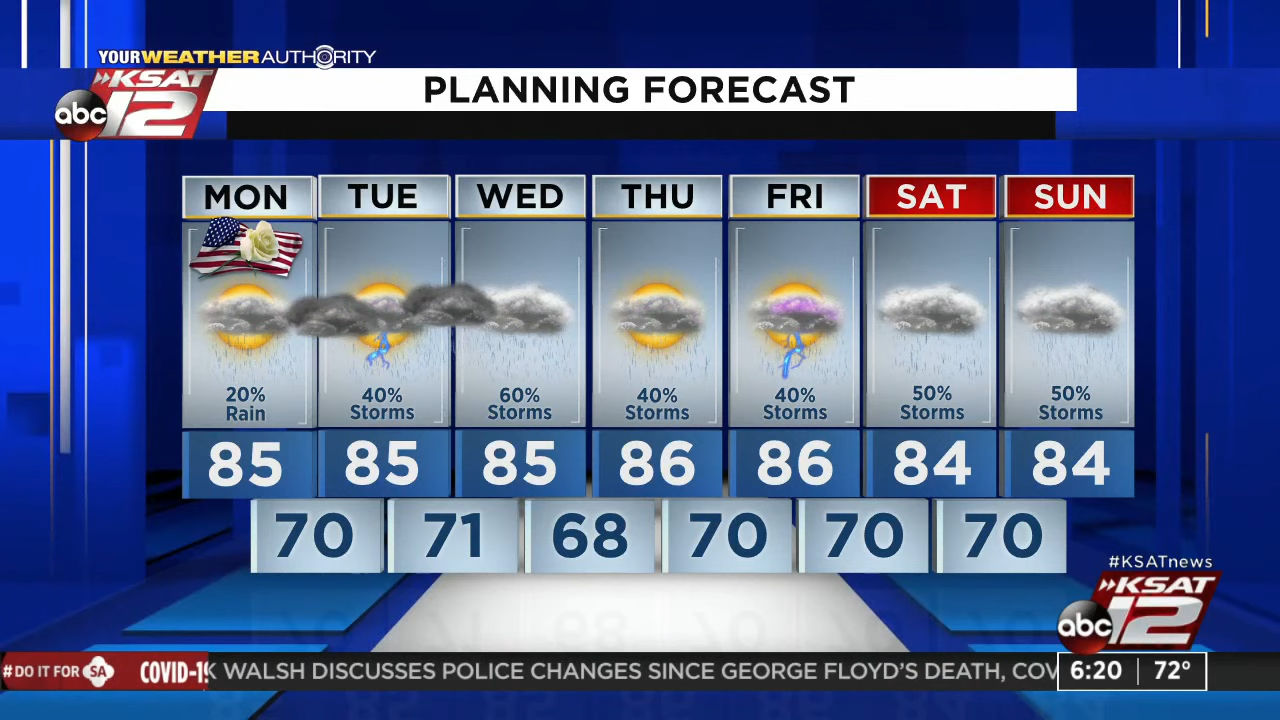 YOURWEATHERAUTHORITY
KSAT
abc 12
PLANNING FORECAST
MON TUE WED THU FRI SAT SUN
20% 40% 60% 40% 40% 50% 50%
Rain Storms Storms Storms Storms Storms Storms
85 85 85 86 86 84 84
70 71 68 70 70 70
#KSATnews
KSAT
abc 12
#DO IT FOR SA COVID-19 K WALSH DISCUSSES POLICE CHANGES SINCE GEORGE FLOYD'S DEATH, COV 6:20 72°